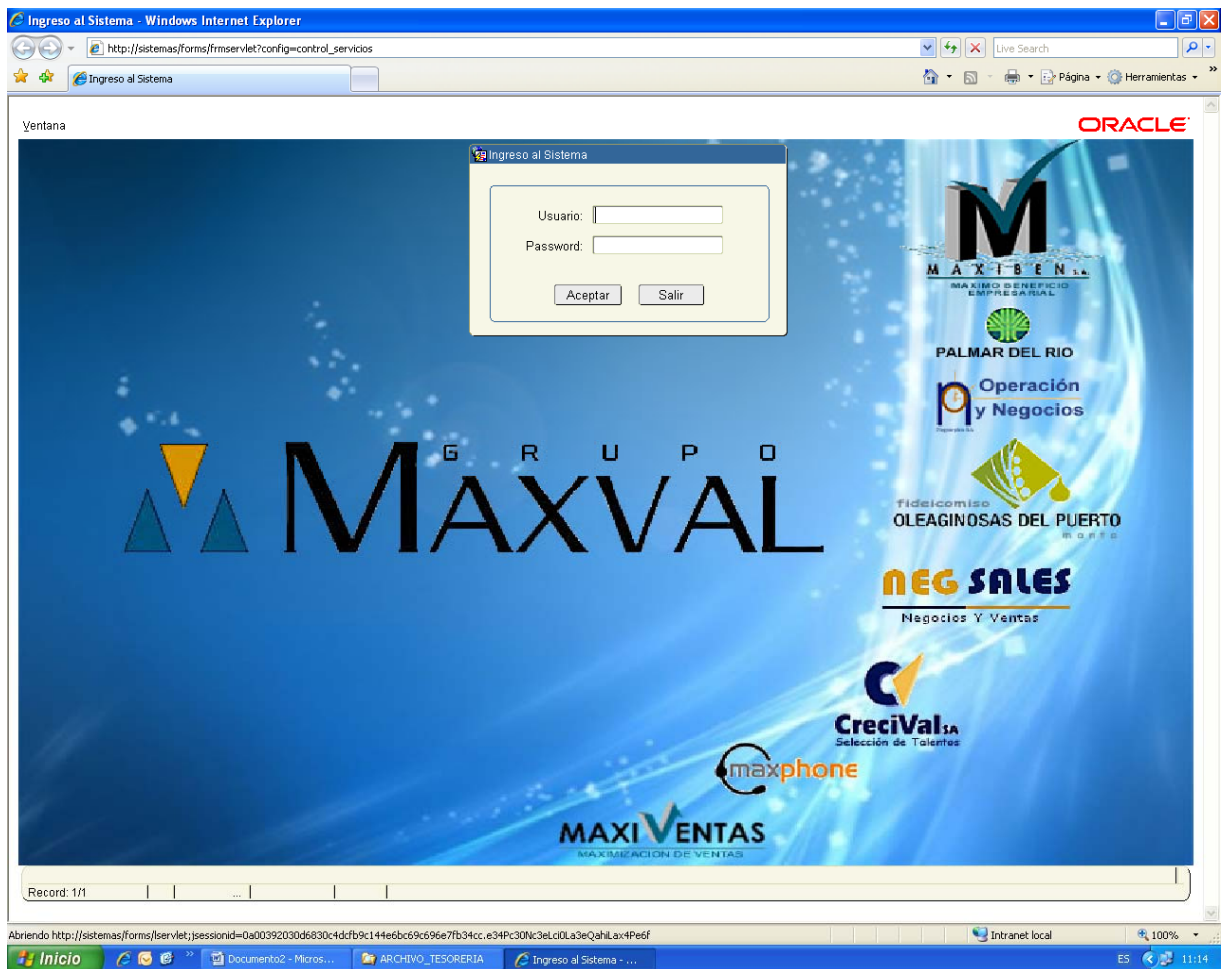 Ingreso al Sistema - Windows Internet Explorer
http://sistemas/forms/frmservlet?config=control_servicios
Live Search
Ingreso al Sistema
Página
Herramientas
Ventana
ORACLE
Ingreso al Sistema
Usuario:
Password:
Aceptar
Salir
MAXIBEN S.A.
MAXIMO BENEFICIO
EMPRESARIAL
PALMAR DEL RIO
Operación
y Negocios
GRUPO
MAXVAL
fideicomiso
OLEAGINOSAS DEL PUERTO
manta
NEG SALES
Negocios Y Ventas
CreciVal SA
Selección de Talentos
maxphone
MAXIVENTAS
MAXIMIZACION DE VENTAS
Record: 1/1
...
Abriendo http://sistemas/forms/lservlet;jsessionid=0a00392030d6830c4dcfb9c144e6bc69c696e7fb34cc.e34Pc30Nc3eLci0La3eQahiLax4Pe6f
Intranet local
100%
Inicio
Documento2 - Micros...
ARCHIVO_TESORERIA
Ingreso al Sistema - ...
ES
11:14